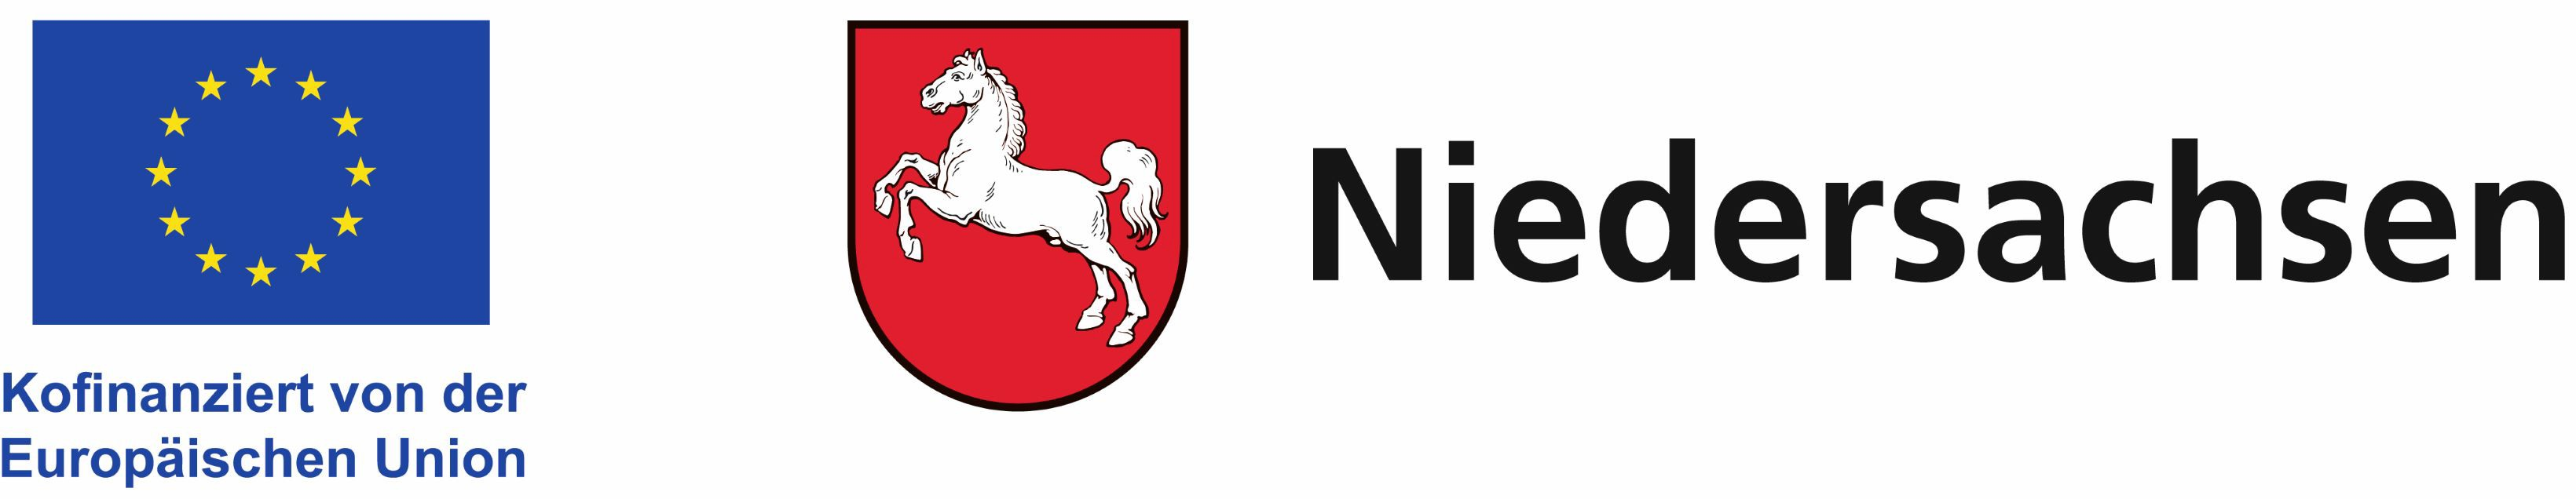 Kofinanziert von der
Europäischen Union
Niedersachsen